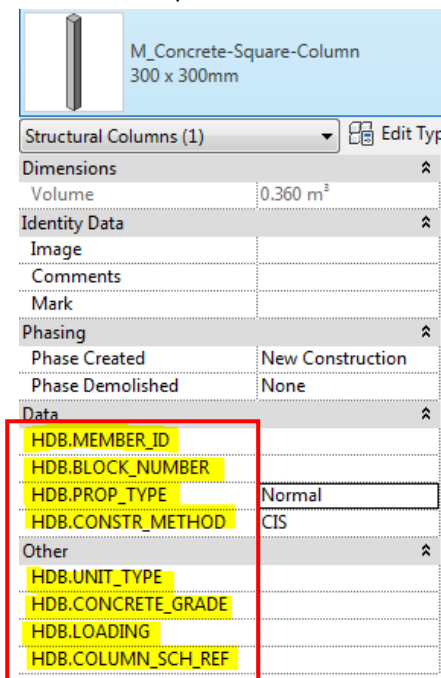 M_Concrete-Square-Column
300 x 300mm
Structural Columns (1) Edit Typ
Dimensions
Volume 0.360 m³
Identity Data
Image
Comments
Mark
Phasing
Phase Created New Construction
Phase Demolished None
Data
HDB.MEMBER_ID
HDB.BLOCK_NUMBER
HDB.PROP_TYPE Normal
HDB.CONSTR_METHOD CIS
Other
HDB.UNIT_TYPE
HDB.CONCRETE_GRADE
HDB.LOADING
HDB.COLUMN_SCH_REF